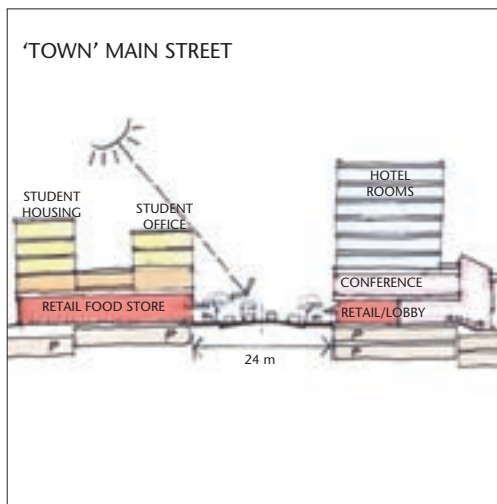 ‘TOWN’ MAIN STREET
STUDENT
HOUSING
STUDENT
OFFICE
HOTEL
ROOMS
CONFERENCE
RETAIL FOOD STORE
RETAIL/LOBBY
24 m
P
P
P
P